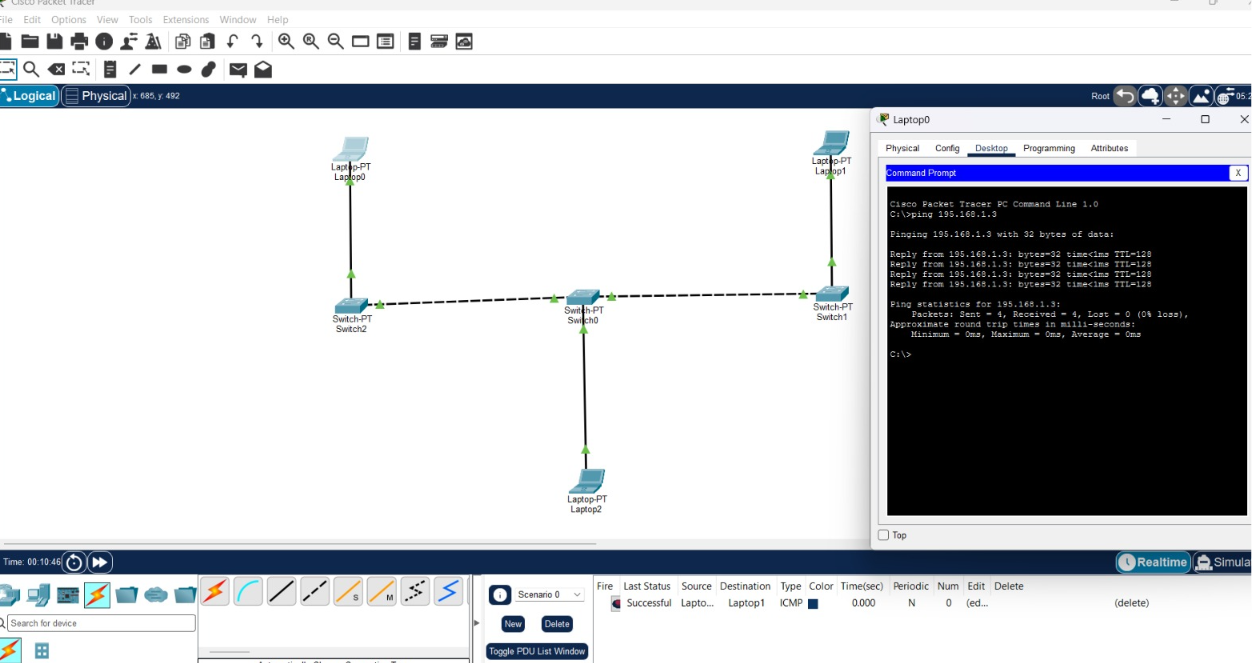 Cisco Packet Tracer
File Edit Options View Tools Extensions Window Help
Logical Physical x: 685, y: 492
Root
Laptop0
Physical Config Desktop Programming Attributes
Command Prompt
X
Cisco Packet Tracer PC Command Line 1.0
C:\>ping 195.168.1.3
Pinging 195.168.1.3 with 32 bytes of data:
Reply from 195.168.1.3: bytes=32 time<1ms TTL=128
Reply from 195.168.1.3: bytes=32 time<1ms TTL=128
Reply from 195.168.1.3: bytes=32 time<1ms TTL=128
Reply from 195.168.1.3: bytes=32 time<1ms TTL=128
Ping statistics for 195.168.1.3:
Packets: Sent = 4, Received = 4, Lost = 0 (0% loss),
Approximate round trip times in milli-seconds:
Minimum = 0ms, Maximum = 0ms, Average = 0ms
C:\>
Top
Laptop-PT
Laptop0
Laptop-PT
Laptop1
Switch-PT
Switch2
Switch-PT
Switch0
Switch-PT
Switch1
Laptop-PT
Laptop2
Time: 00:10:46
Realtime Simula
S M
Search for device
Scenario 0
New Delete
Toggle PDU List Window
Fire Last Status Source Destination Type Color Time(sec) Periodic Num Edit Delete
Successful Lapto... Laptop1 ICMP 0.000 N 0 (ed... (delete)